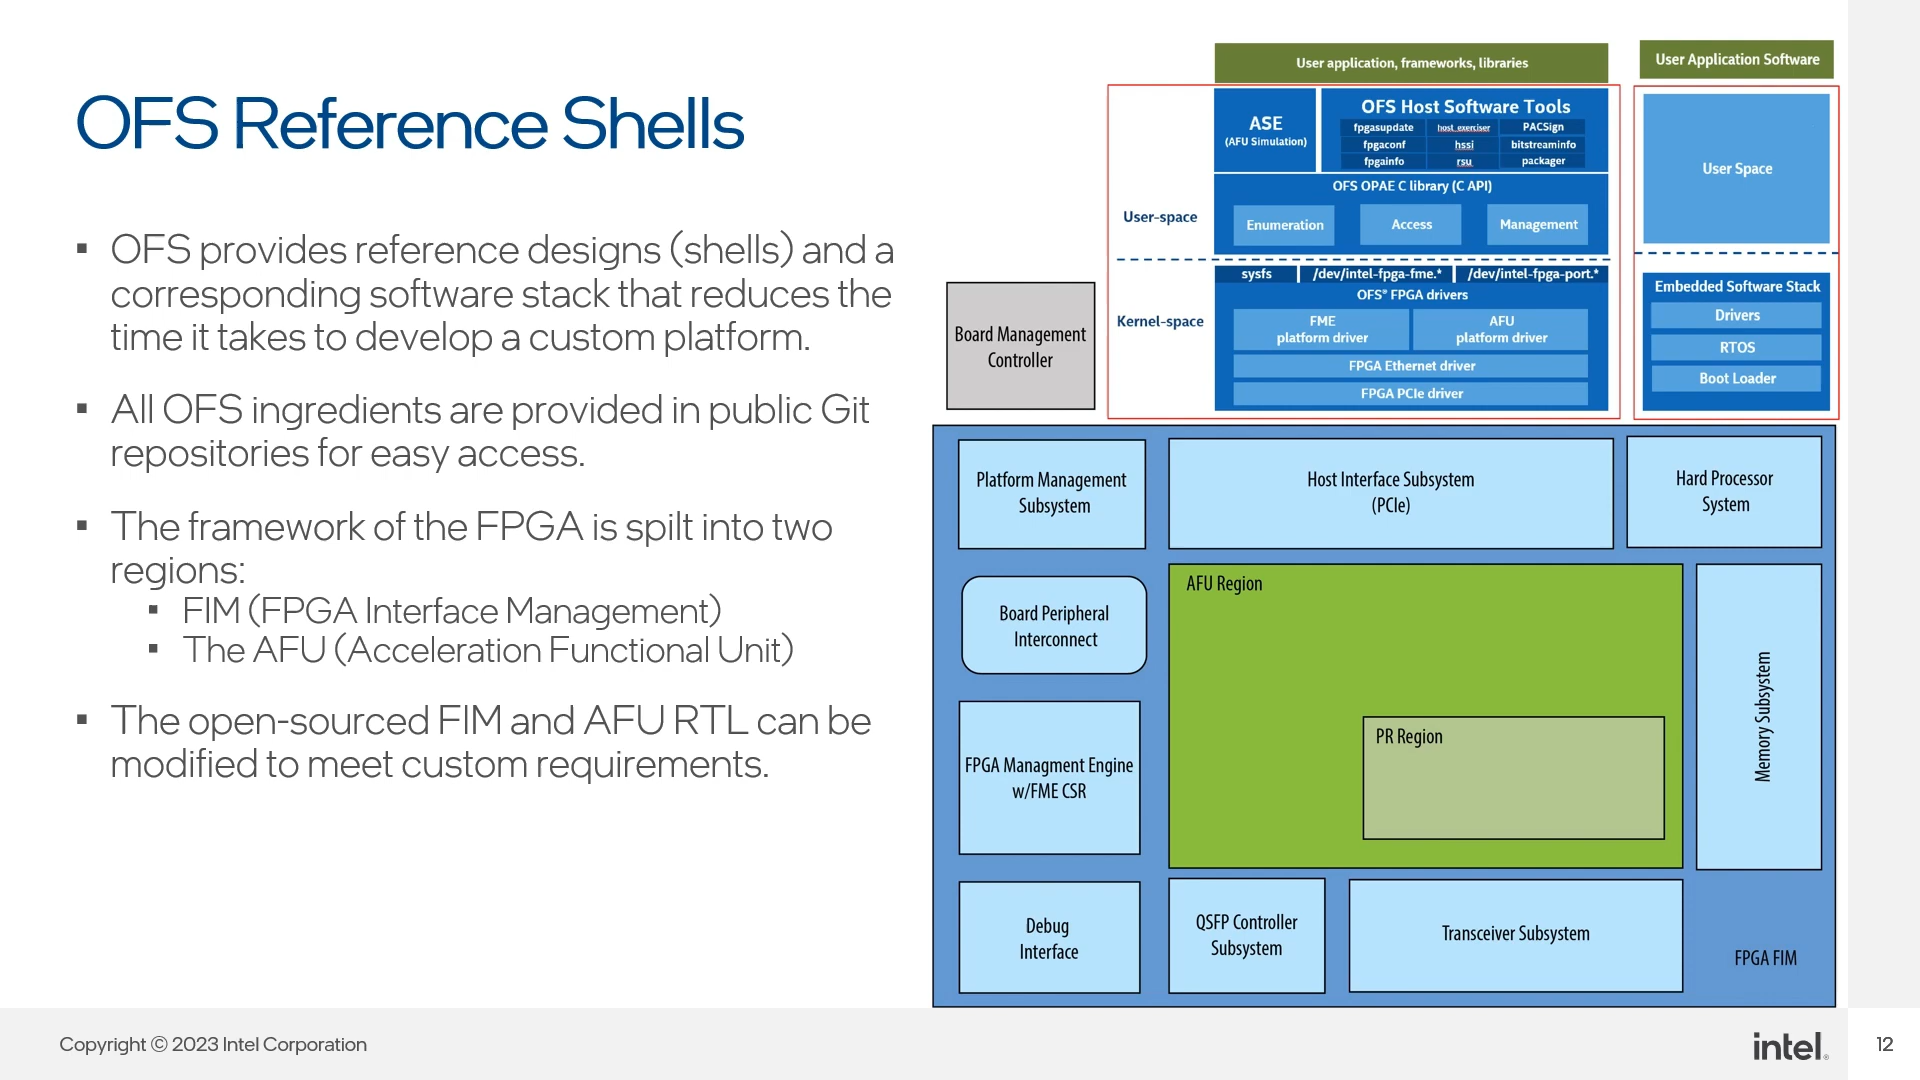 OFS Reference Shells
▪ OFS provides reference designs (shells) and a
corresponding software stack that reduces the
time it takes to develop a custom platform.
▪ All OFS ingredients are provided in public Git
repositories for easy access.
▪ The framework of the FPGA is spilt into two
regions:
▪ FIM (FPGA Interface Management)
▪ The AFU (Acceleration Functional Unit)
▪ The open-sourced FIM and AFU RTL can be
modified to meet custom requirements.
User application, frameworks, libraries
ASE
(AFU Simulation)
OFS Host Software Tools
fpgasupdate host_exerciser PACSign
fpgaconf hssi bitstreaminfo
fpgainfo rsu packager
OFS OPAE C library (C API)
User-space
Enumeration Access Management
sysfs /dev/intel-fpga-fme.* /dev/intel-fpga-port.*
OFS® FPGA drivers
Kernel-space
FME
platform driver
AFU
platform driver
FPGA Ethernet driver
FPGA PCIe driver
User Application Software
User Space
Embedded Software Stack
Drivers
RTOS
Boot Loader
Board Management
Controller
Platform Management
Subsystem
Host Interface Subsystem
(PCIe)
Hard Processor
System
Board Peripheral
Interconnect
AFU Region
PR Region
Memory Subsystem
FPGA Managment Engine
w/FME CSR
Debug
Interface
QSFP Controller
Subsystem
Transceiver Subsystem
FPGA FIM
Copyright © 2023 Intel Corporation
intel®
12